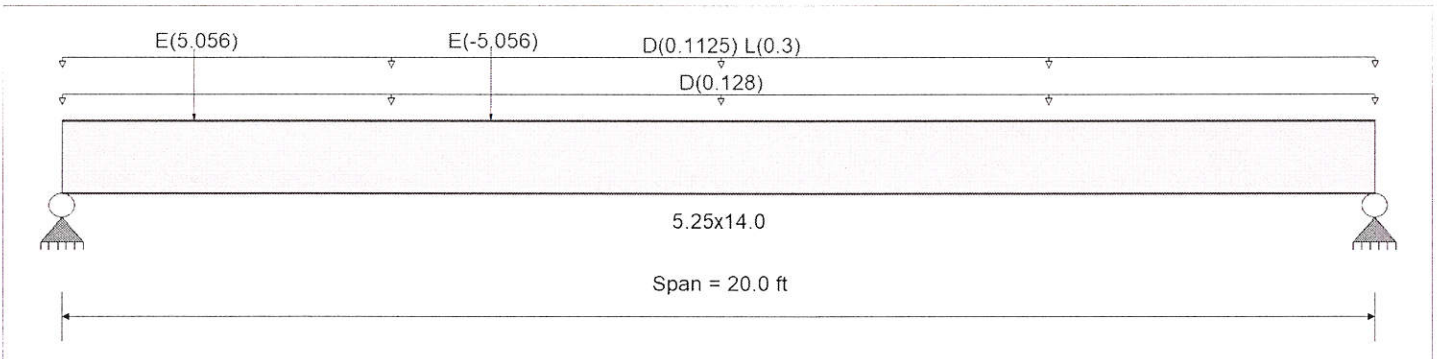 E(5.056) E(-5.056) D(0.1125) L(0.3)
D(0.128)
5.25x14.0
Span = 20.0 ft